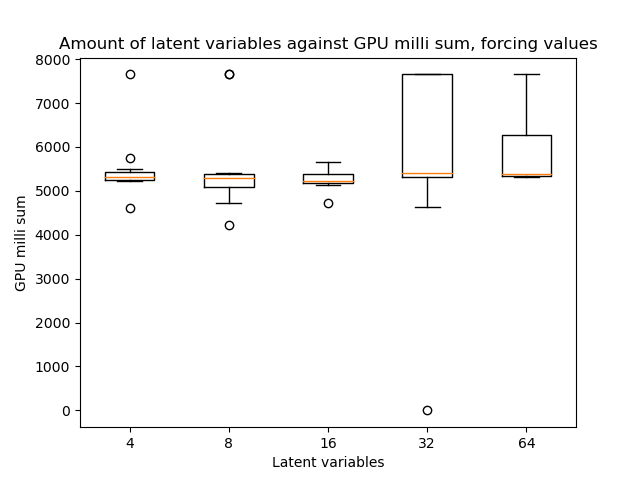 Amount of latent variables against GPU milli sum, forcing values
8000
7000
6000
5000
4000
3000
2000
1000
0
GPU milli sum
4 8 16 32 64
Latent variables